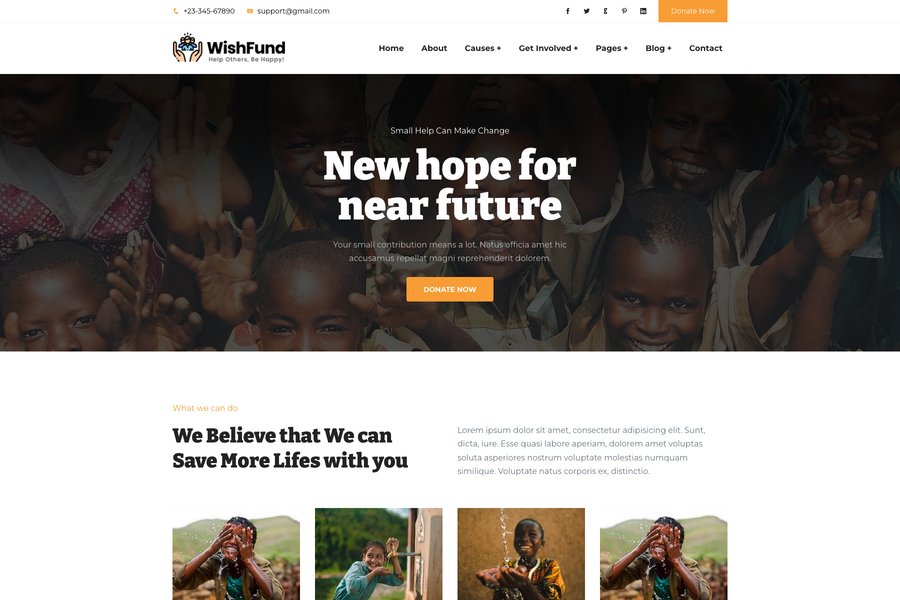 +23-345-67890 support@gmail.com Donate Now
WishFund
Help Others, Be Happy!
Home About Causes + Get Involved + Pages + Blog + Contact
Small Help Can Make Change
New hope for
near future
Your small contribution means a lot. Natus officia amet hic
accusamus repellat magni reprehenderit dolorem.
DONATE NOW
What we can do
We Believe that We can
Save More Lifes with you
Lorem ipsum dolor sit amet, consectetur adipisicing elit. Sunt,
dicta, iure. Esse quasi labore aperiam, dolorem amet voluptas
soluta asperiores nostrum voluptate molestias numquam
similique. Voluptate natus corporis ex, distinctio.